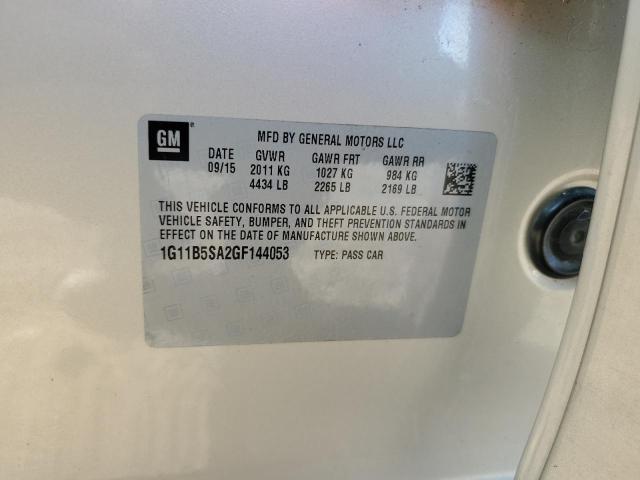 GM
MFD BY GENERAL MOTORS LLC
DATE GVWR GAWR FRT GAWR RR
09/15 2011 KG 1027 KG 984 KG
4434 LB 2265 LB 2169 LB
THIS VEHICLE CONFORMS TO ALL APPLICABLE U.S. FEDERAL MOTOR
VEHICLE SAFETY, BUMPER, AND THEFT PREVENTION STANDARDS IN
EFFECT ON THE DATE OF MANUFACTURE SHOWN ABOVE.
1G11B5SA2GF144053 TYPE: PASS CAR